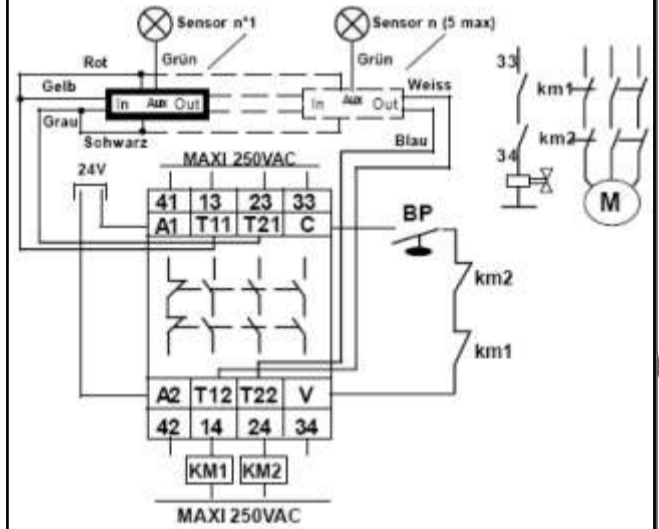 Sensor n°1 Sensor n (5 max)
Grün Grün
Rot
Gelb Weiss
In Aux Out In Aux Out
Grau
Schwarz Blau
MAXI 250VAC
24V
41 13 23 33
A1 T11 T21 C
BP
km2
km1
A2 T12 T22 V
42 14 24 34
KM1 KM2
MAXI 250VAC
33
km1
km2
34
M